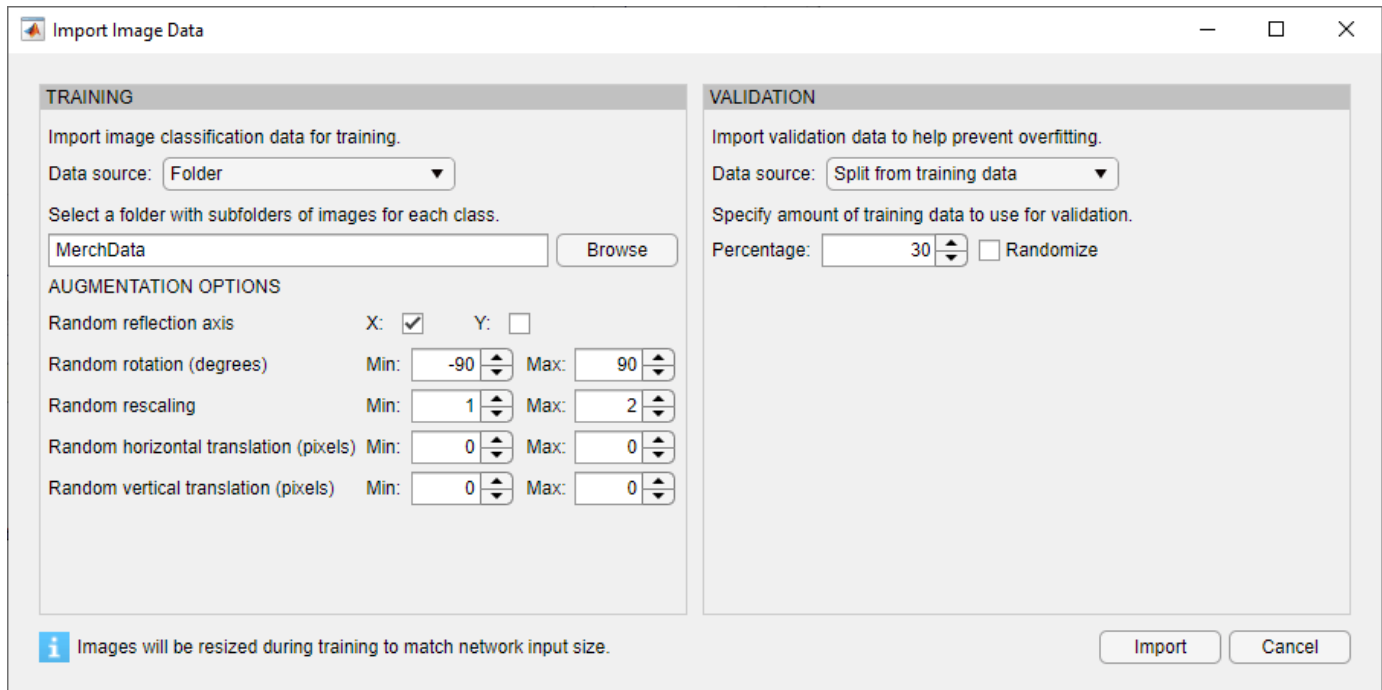 Import Image Data
TRAINING
Import image classification data for training.
Data source: Folder
Select a folder with subfolders of images for each class.
MerchData Browse
AUGMENTATION OPTIONS
Random reflection axis X: Y:
Random rotation (degrees) Min: -90 Max: 90
Random rescaling Min: 1 Max: 2
Random horizontal translation (pixels) Min: 0 Max: 0
Random vertical translation (pixels) Min: 0 Max: 0
VALIDATION
Import validation data to help prevent overfitting.
Data source: Split from training data
Specify amount of training data to use for validation.
Percentage: 30 Randomize
i Images will be resized during training to match network input size.
Import Cancel